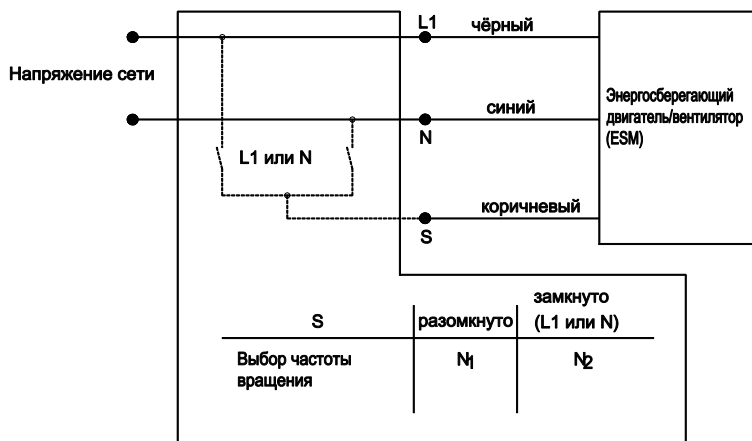 L1
чёрный
Напряжение сети
синий
N
Энергосберегающий
двигатель/вентилятор
(ESM)
L1 или N
коричневый
S
замкнуто
S разомкнуто (L1 или N)
Выбор частоты N1 N2
вращения